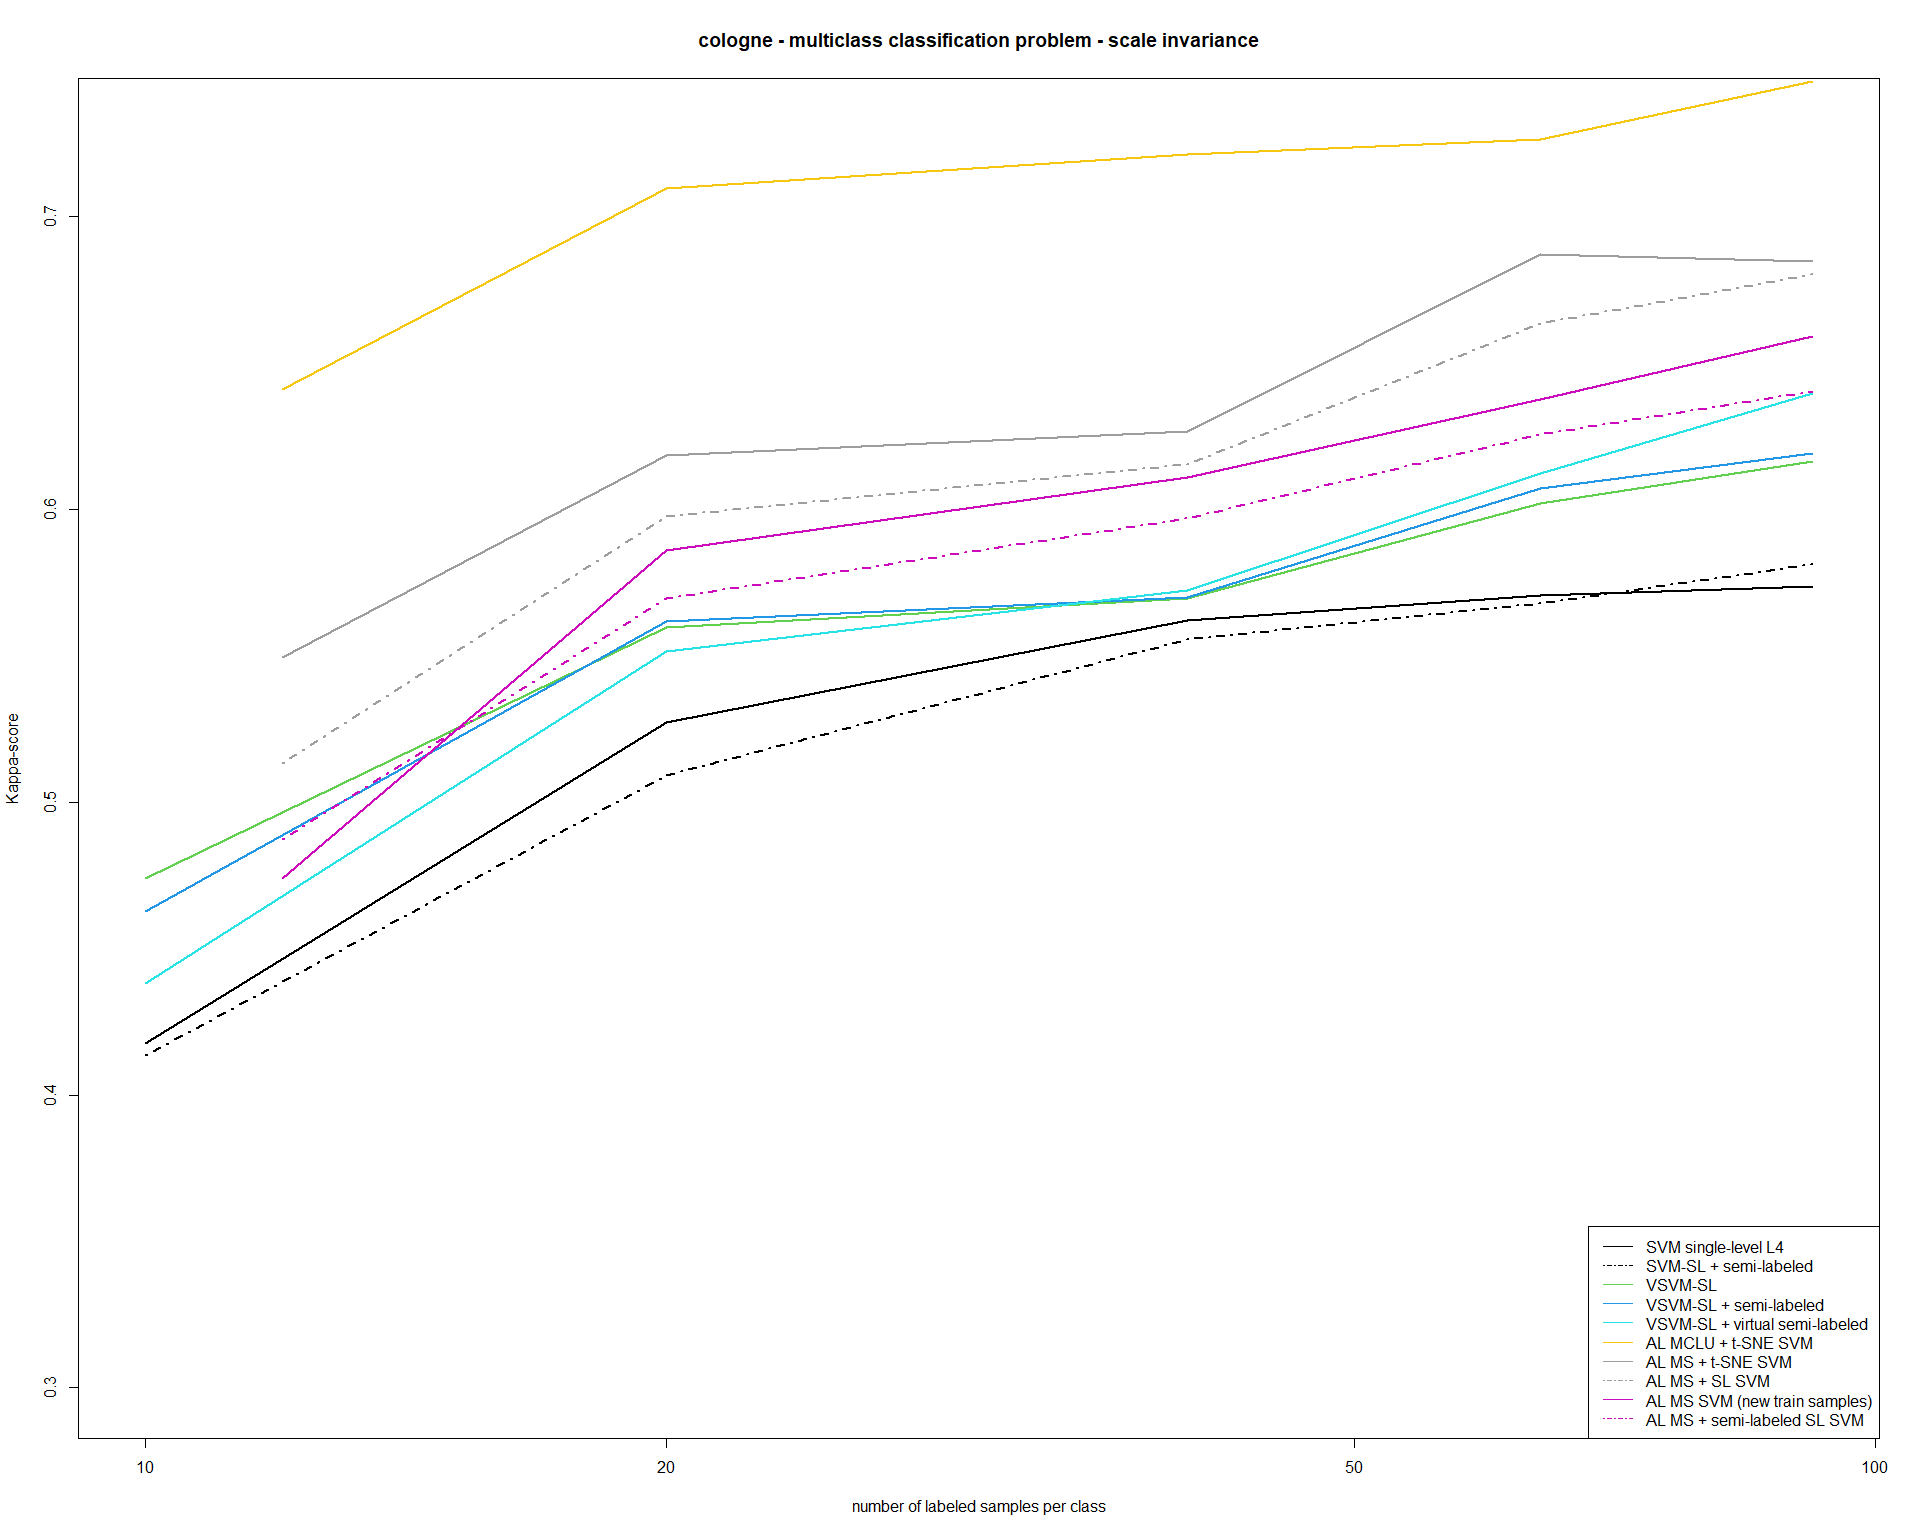 cologne - multiclass classification problem - scale invariance
Kappa-score
0.7
0.6
0.5
0.4
0.3
SVM single-level L4
SVM-SL + semi-labeled
VSVM-SL
VSVM-SL + semi-labeled
VSVM-SL + virtual semi-labeled
AL MCLU + t-SNE SVM
AL MS + t-SNE SVM
AL MS + SL SVM
AL MS SVM (new train samples)
AL MS + semi-labeled SL SVM
10 20 50 100
number of labeled samples per class